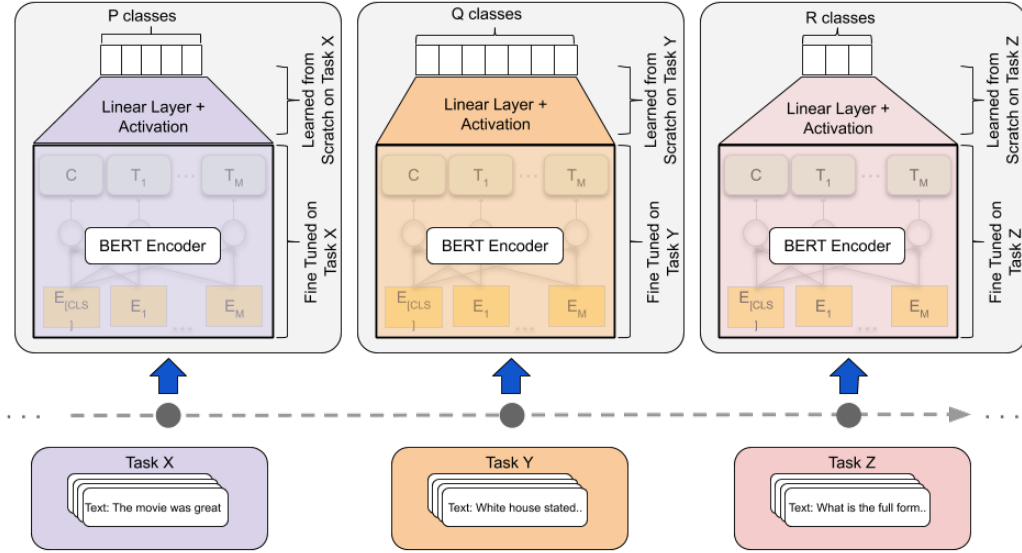 P classes
Linear Layer +
Activation
Learned from
Scratch on Task X
C
T1
...
TM
BERT Encoder
Fine Tuned on
Task X
E[CLS
]
E1
...
EM
Q classes
Linear Layer +
Activation
Learned from
Scratch on Task Y
C
T1
...
TM
BERT Encoder
Fine Tuned on
Task Y
E[CLS
]
E1
...
EM
R classes
Linear Layer +
Activation
Learned from
Scratch on Task Z
C
T1
...
TM
BERT Encoder
Fine Tuned on
Task Z
E[CLS
]
E1
...
EM
...
...
Task X
Text: The movie was great
Task Y
Text: White house stated..
Task Z
Text: What is the full form..